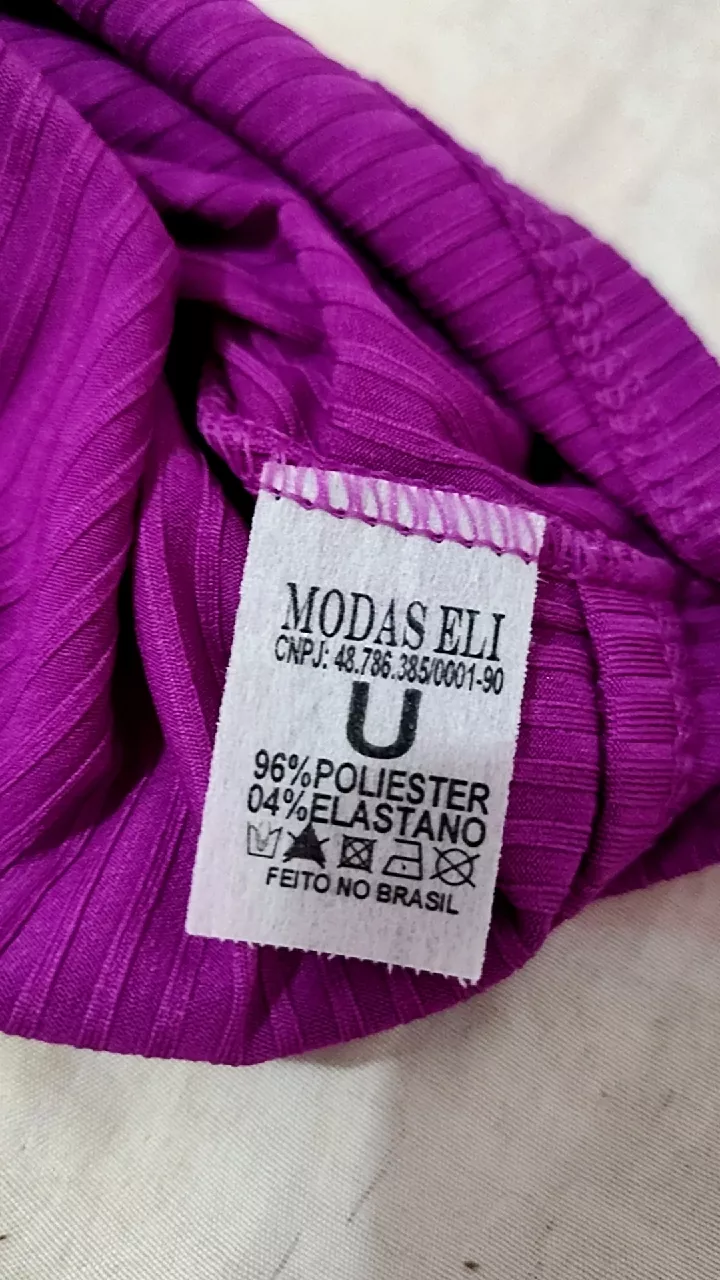 MODAS ELI
CNPJ: 48.786.385/0001-90
U
96%POLIESTER
04%ELASTANO
FEITO NO BRASIL